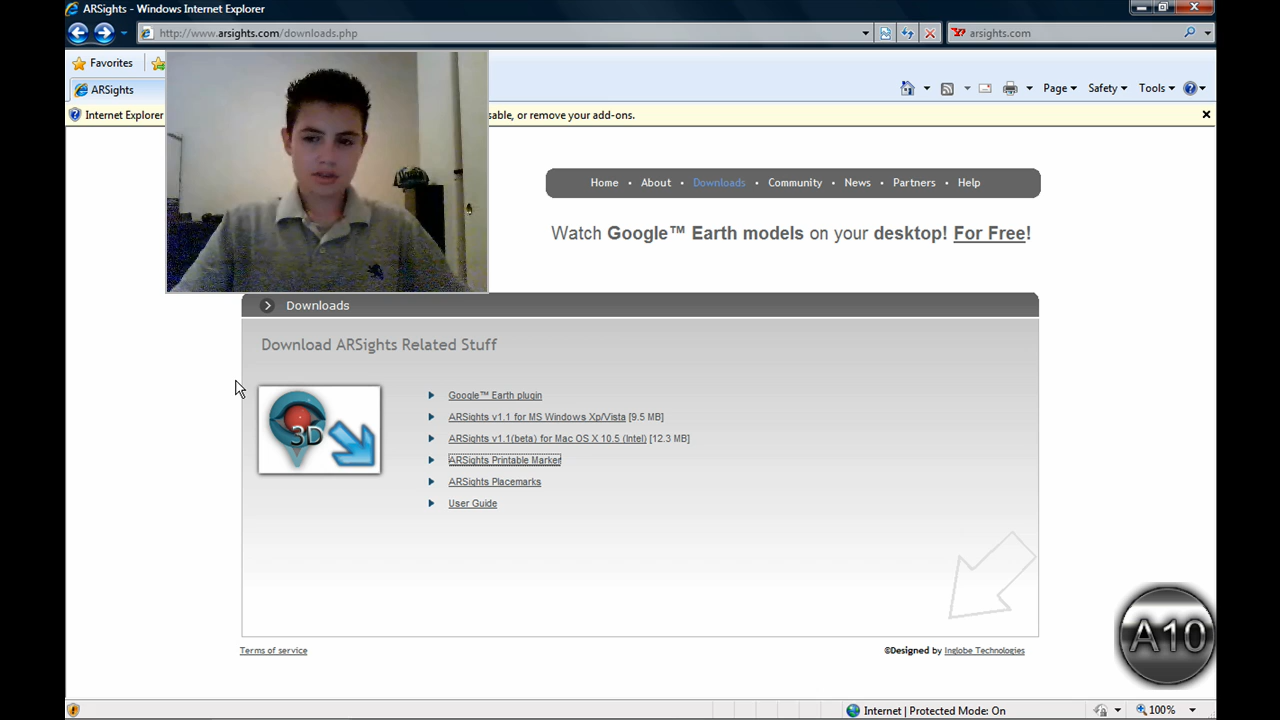 ARSights - Windows Internet Explorer
http://www.arsights.com/downloads.php
arsights.com
Favorites
ARSights
Page
Safety
Tools
Internet Explorer
sable, or remove your add-ons.
Home • About • Downloads • Community • News • Partners • Help
Watch Google™ Earth models on your desktop! For Free!
Downloads
Download ARSights Related Stuff
3D
Google™ Earth plugin
ARSights v1.1 for MS Windows Xp/Vista [9.5 MB]
ARSights v1.1(beta) for Mac OS X 10.5 (Intel) [12.3 MB]
ARSights Printable Marker
ARSights Placemarks
User Guide
A10
Terms of service
©Designed by Inglobe Technologies
Internet | Protected Mode: On
100%